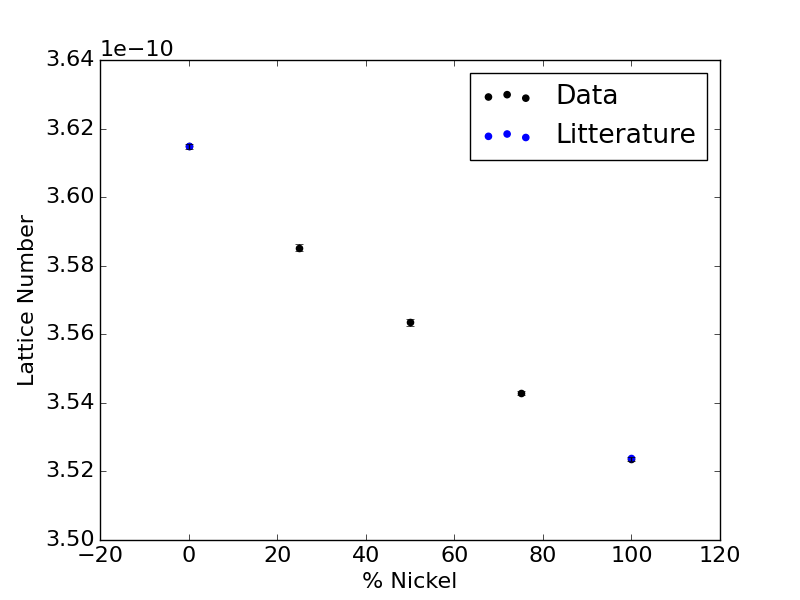 1e−10
3.64
3.62
3.60
3.58
3.56
3.54
3.52
3.50
Lattice Number
Data
Litterature
−20 0 20 40 60 80 100 120
% Nickel